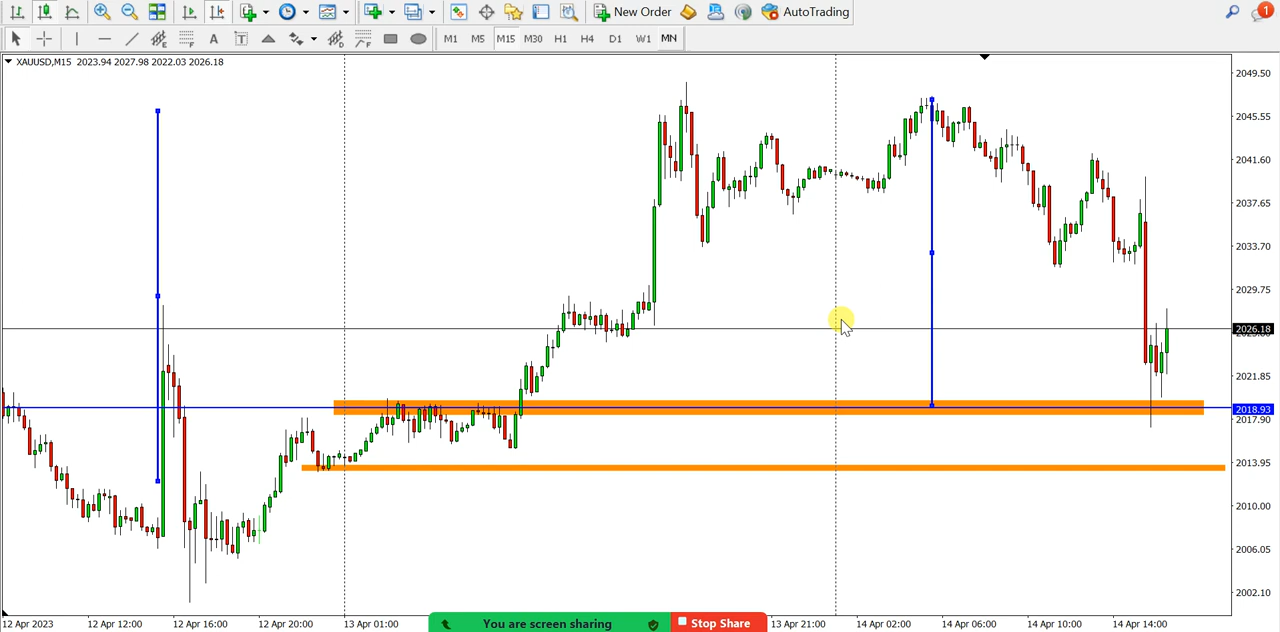 New Order AutoTrading 1
A T M1 M5 M15 M30 H1 H4 D1 W1 MN
XAUUSD,M15 2023.94 2027.98 2022.03 2026.18
2049.50
2045.55
2041.60
2037.65
2033.70
2029.75
2026.18
2021.85
2018.93
2017.90
2013.95
2010.00
2006.05
2002.10
You are screen sharing Stop Share
12 Apr 2023 12 Apr 12:00 12 Apr 16:00 12 Apr 20:00 13 Apr 01:00 13 Apr 21:00 14 Apr 02:00 14 Apr 06:00 14 Apr 10:00 14 Apr 14:00